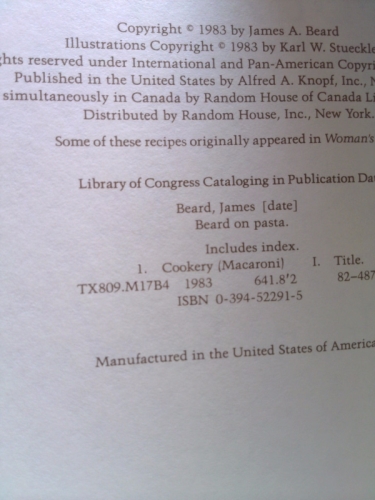 Copyright © 1983 by James A. Beard
Illustrations Copyright © 1983 by Karl W. Stueckle
ghts reserved under International and Pan-American Copyri
Published in the United States by Alfred A. Knopf, Inc., N
simultaneously in Canada by Random House of Canada Li
Distributed by Random House, Inc., New York.
Some of these recipes originally appeared in Woman's
Library of Congress Cataloging in Publication Da
Beard, James [date]
Beard on pasta.
Includes index.
1. Cookery (Macaroni) I. Title.
TX809.M17B4 1983 641.8'2 82-487
ISBN 0-394-52291-5
Manufactured in the United States of America